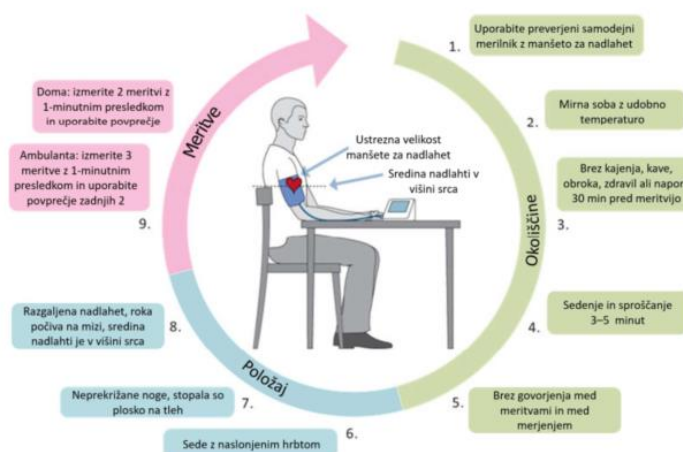 1.
Uporabite preverjeni samodejni
merilnik z manšeto za nadlahet
2.
Mirna soba z udobno
temperaturo
3.
Brez kajenja, kave,
obroka, zdravil ali napor
30 min pred meritvijo
4.
Sedenje in sproščanje
3–5 minut
5.
Brez govorjenja med
meritvami in med
merjenjem
6.
Sede z naslonjenim hrbtom
7.
Neprekrižane noge, stopala so
plosko na tleh
8.
Razgaljena nadlahet, roka
počiva na mizi, sredina
nadlahti je v višini srca
9.
Doma: izmerite 2 meritvi z
1-minutnim presledkom
in uporabite povprečje
Ambulanta: izmerite 3
meritve z 1-minutnim
presledkom in uporabite
povprečje zadnjih 2
Okoliščine
Položaj
Meritve
Ustrezna velikost
manšete za nadlahet
Sredina nadlahti v
višini srca